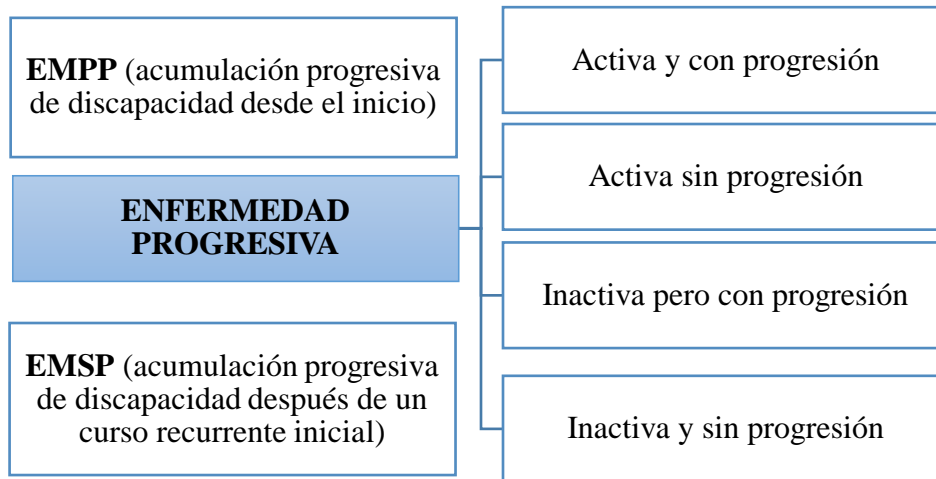 EMPP (acumulación progresiva
de discapacidad desde el inicio)
ENFERMEDAD
PROGRESIVA
EMSP (acumulación progresiva
de discapacidad después de un
curso recurrente inicial)
Activa y con progresión
Activa sin progresión
Inactiva pero con progresión
Inactiva y sin progresión